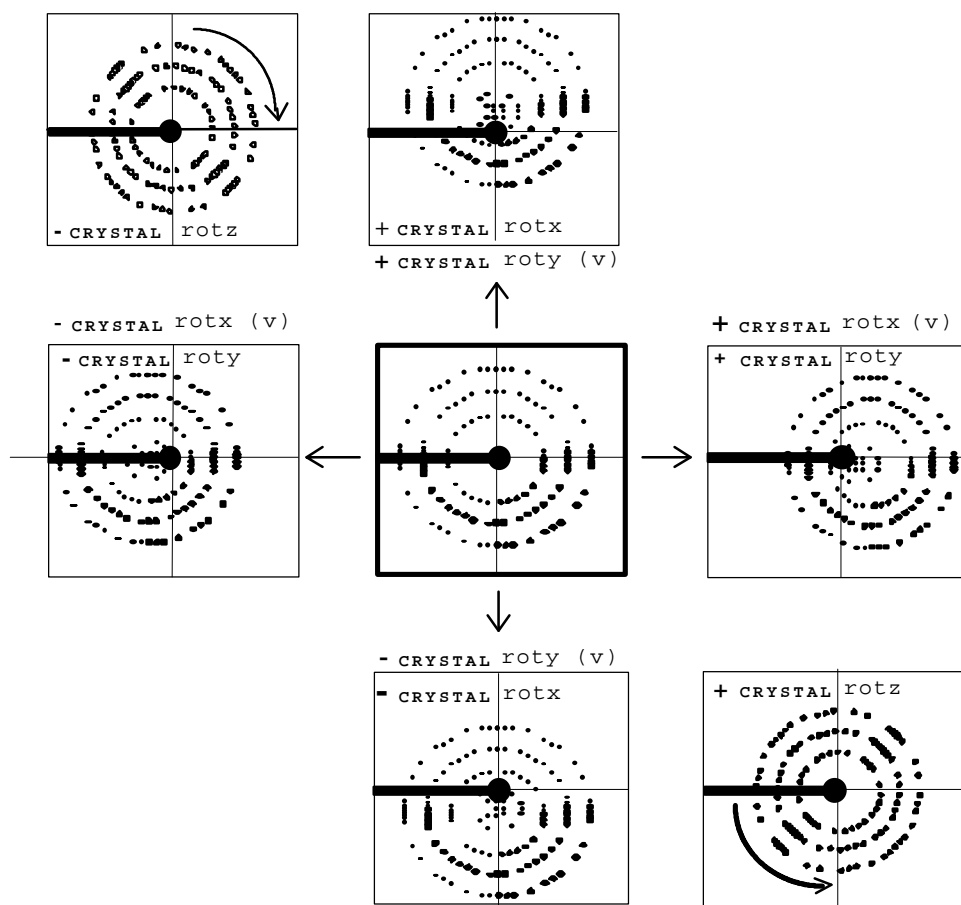 - CRYSTAL rotz
+ CRYSTAL rotx
+ CRYSTAL roty (v)
- CRYSTAL rotx (v)
- CRYSTAL roty
+ CRYSTAL rotx (v)
+ CRYSTAL roty
- CRYSTAL roty (v)
- CRYSTAL rotx
+ CRYSTAL rotz